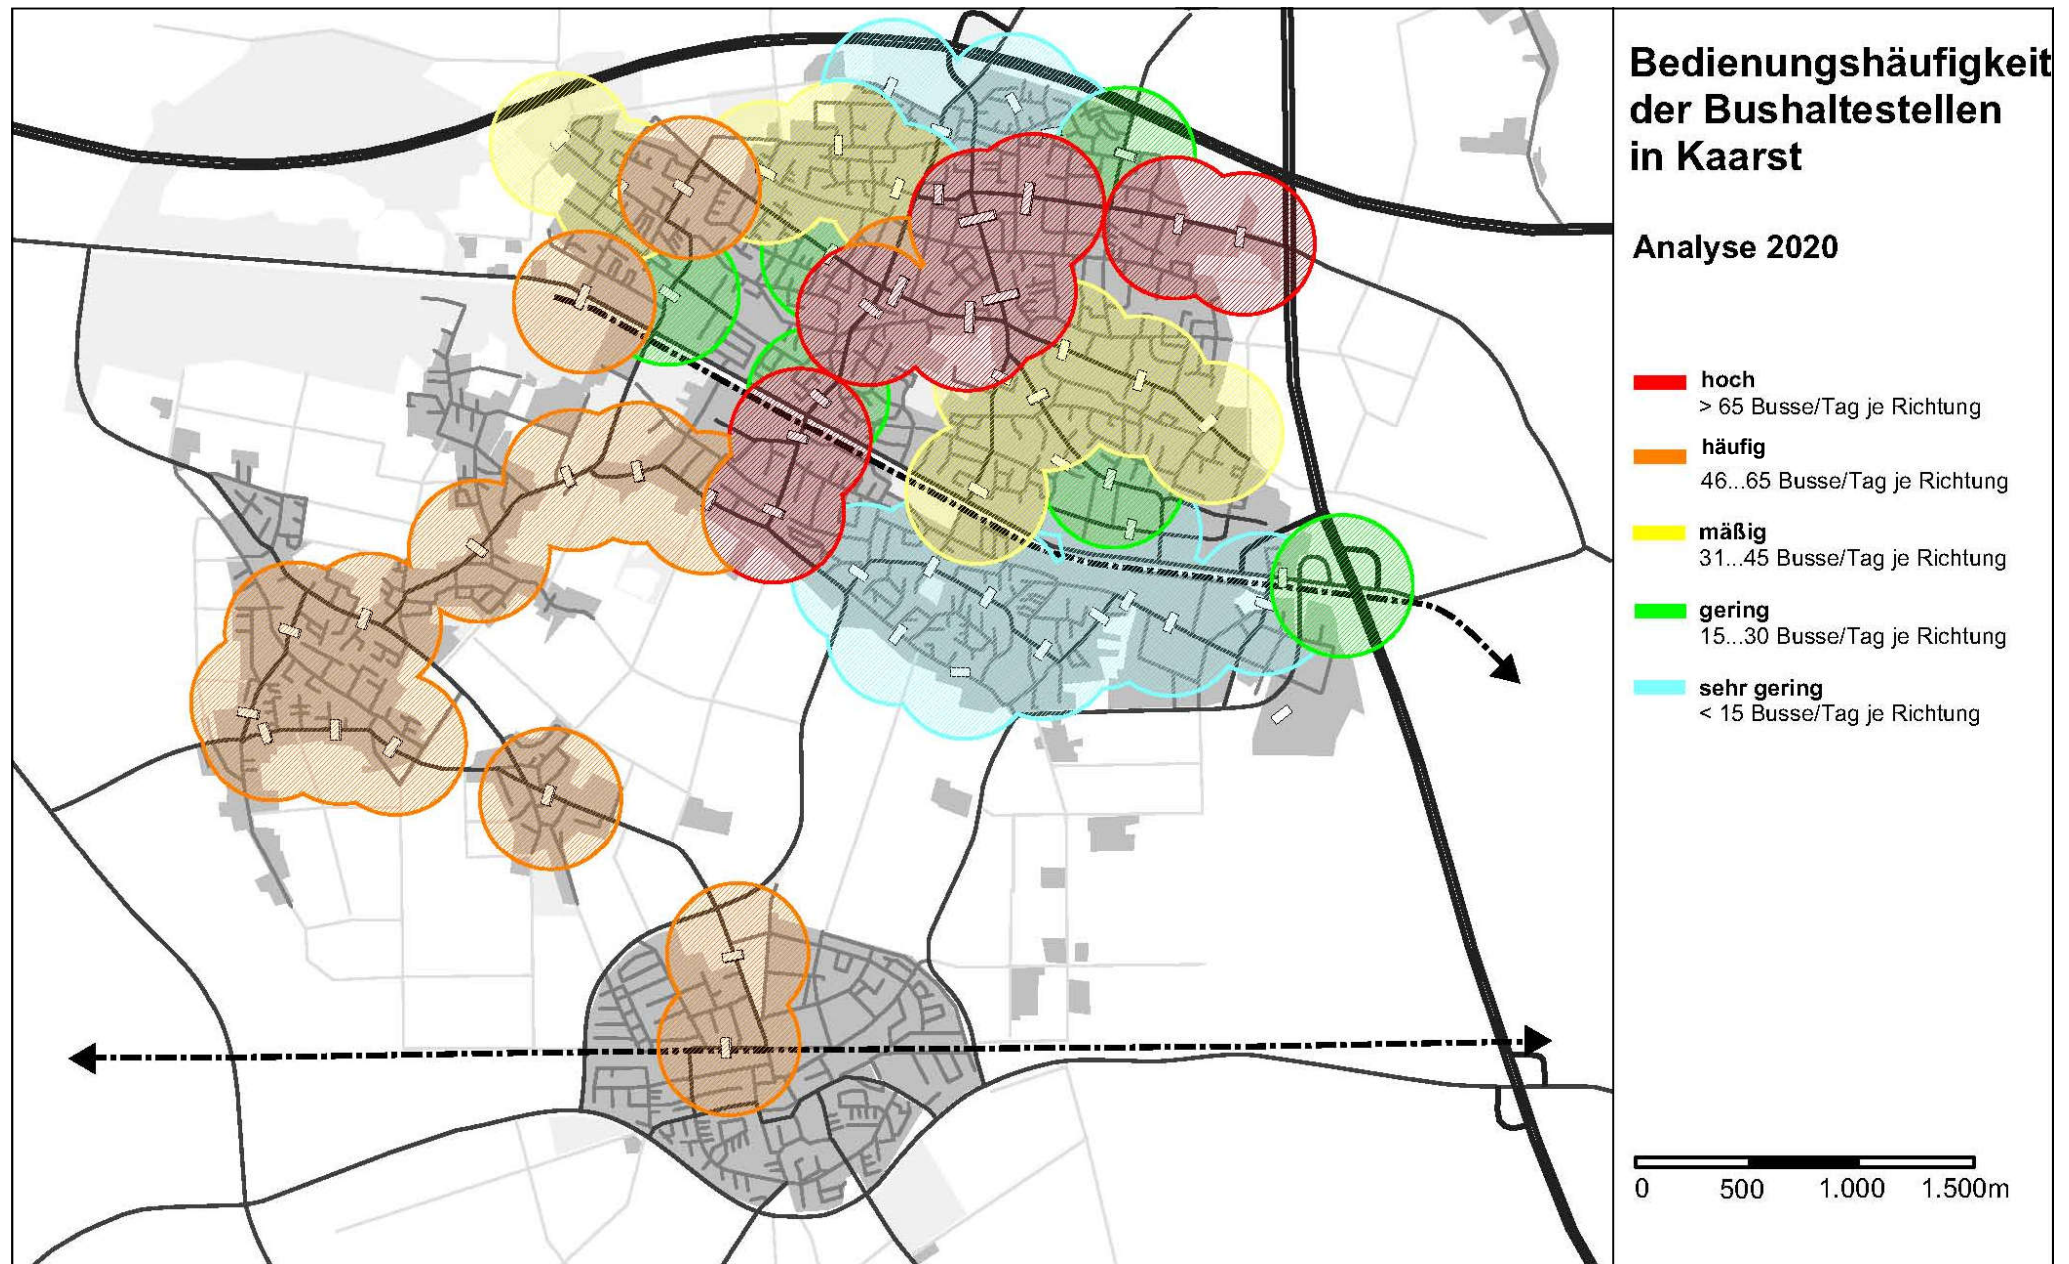 Bedienungshäufigkeit
der Bushaltestellen
in Kaarst
Analyse 2020
hoch
> 65 Busse/Tag je Richtung
häufig
46...65 Busse/Tag je Richtung
mäßig
31...45 Busse/Tag je Richtung
gering
15...30 Busse/Tag je Richtung
sehr gering
< 15 Busse/Tag je Richtung
0 500 1.000 1.500m